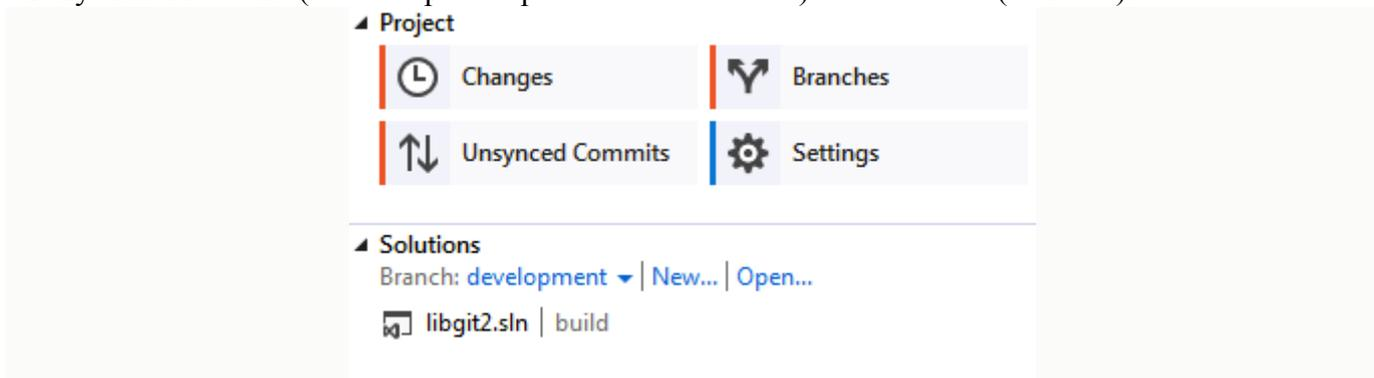 Project
Changes
Branches
Unsynced Commits
Settings
Solutions
Branch: development | New... | Open...
libgit2.sln | build